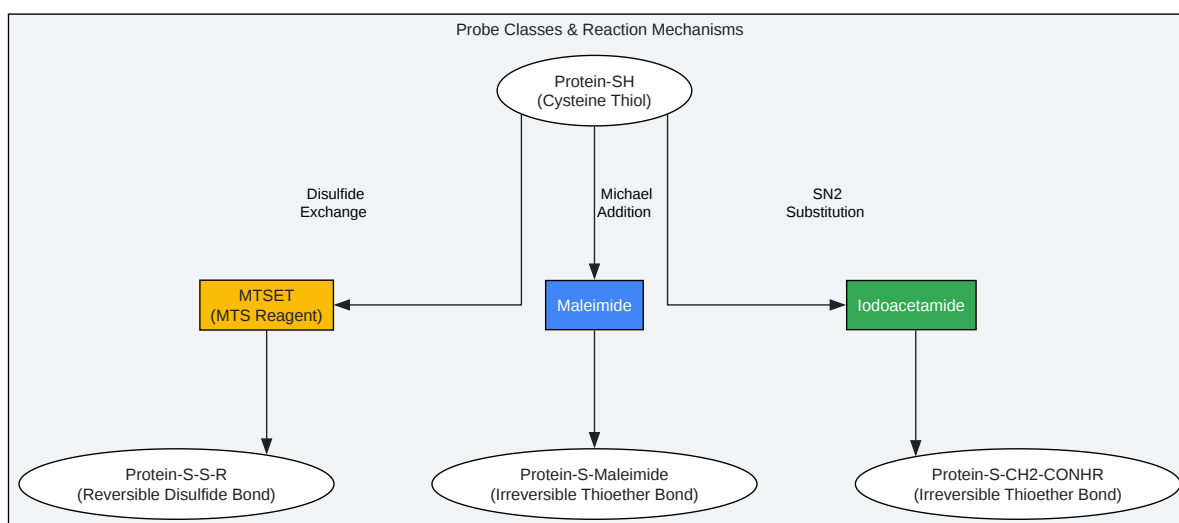 Probe Classes & Reaction Mechanisms
Protein-SH
(Cysteine Thiol)
Disulfide
Exchange
Michael
Addition
SN2
Substitution
MTSET
(MTS Reagent)
Maleimide
Iodoacetamide
Protein-S-S-R
(Reversible Disulfide Bond)
Protein-S-Maleimide
(Irreversible Thioether Bond)
Protein-S-CH2-CONHR
(Irreversible Thioether Bond)